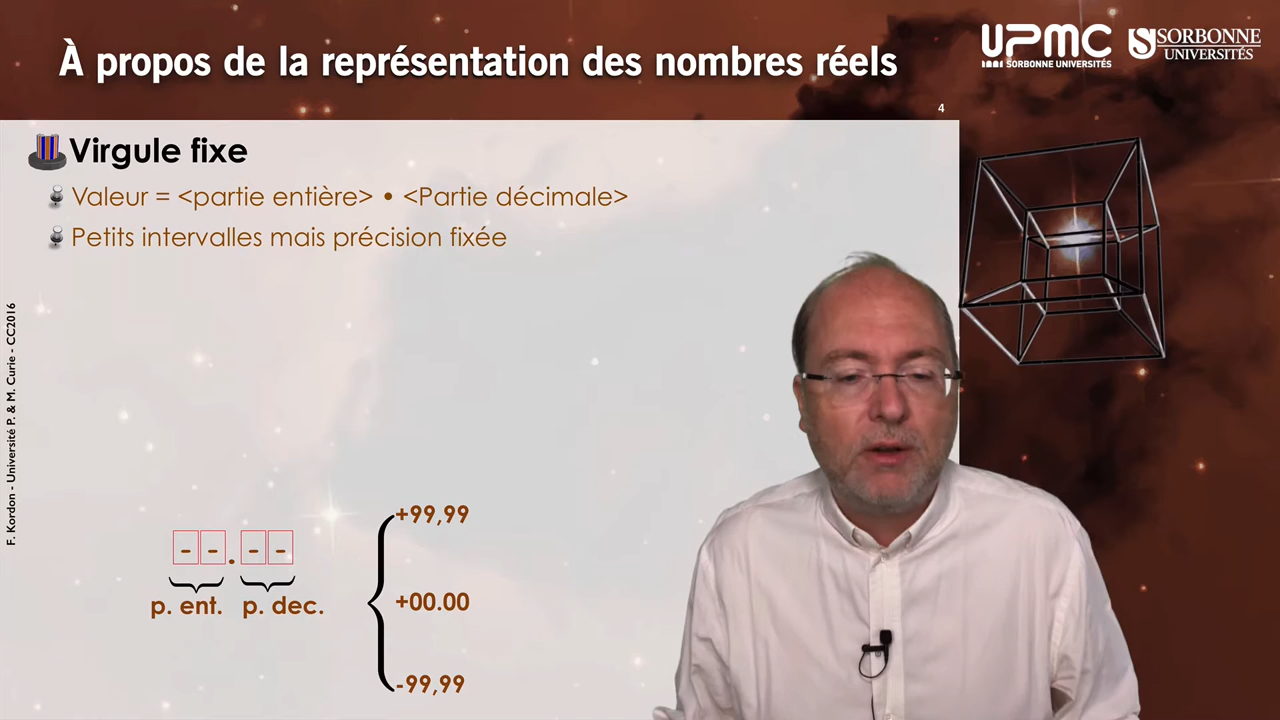 À propos de la représentation des nombres réels
UPMC
SORBONNE UNIVERSITÉS
SORBONNE
UNIVERSITÉS
4
Virgule fixe
Valeur = <partie entière> • <Partie décimale>
Petits intervalles mais précision fixée
F. Kordon - Université P. & M. Curie - CC2016
- - . - -
p. ent. p. dec.
+99,99
+00.00
-99,99